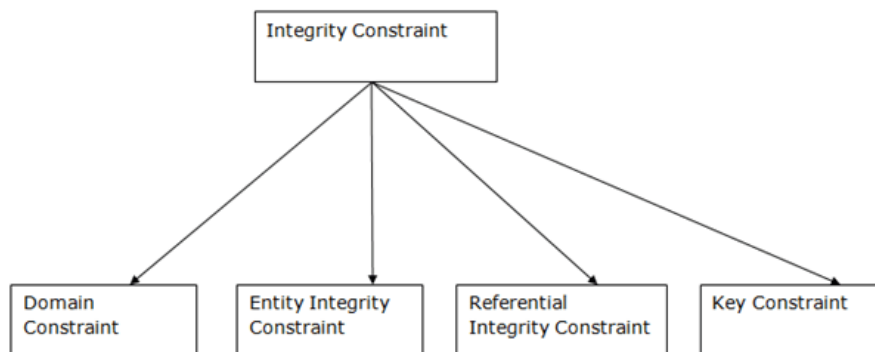 Integrity Constraint
Domain
Constraint
Entity Integrity
Constraint
Referential
Integrity Constraint
Key Constraint